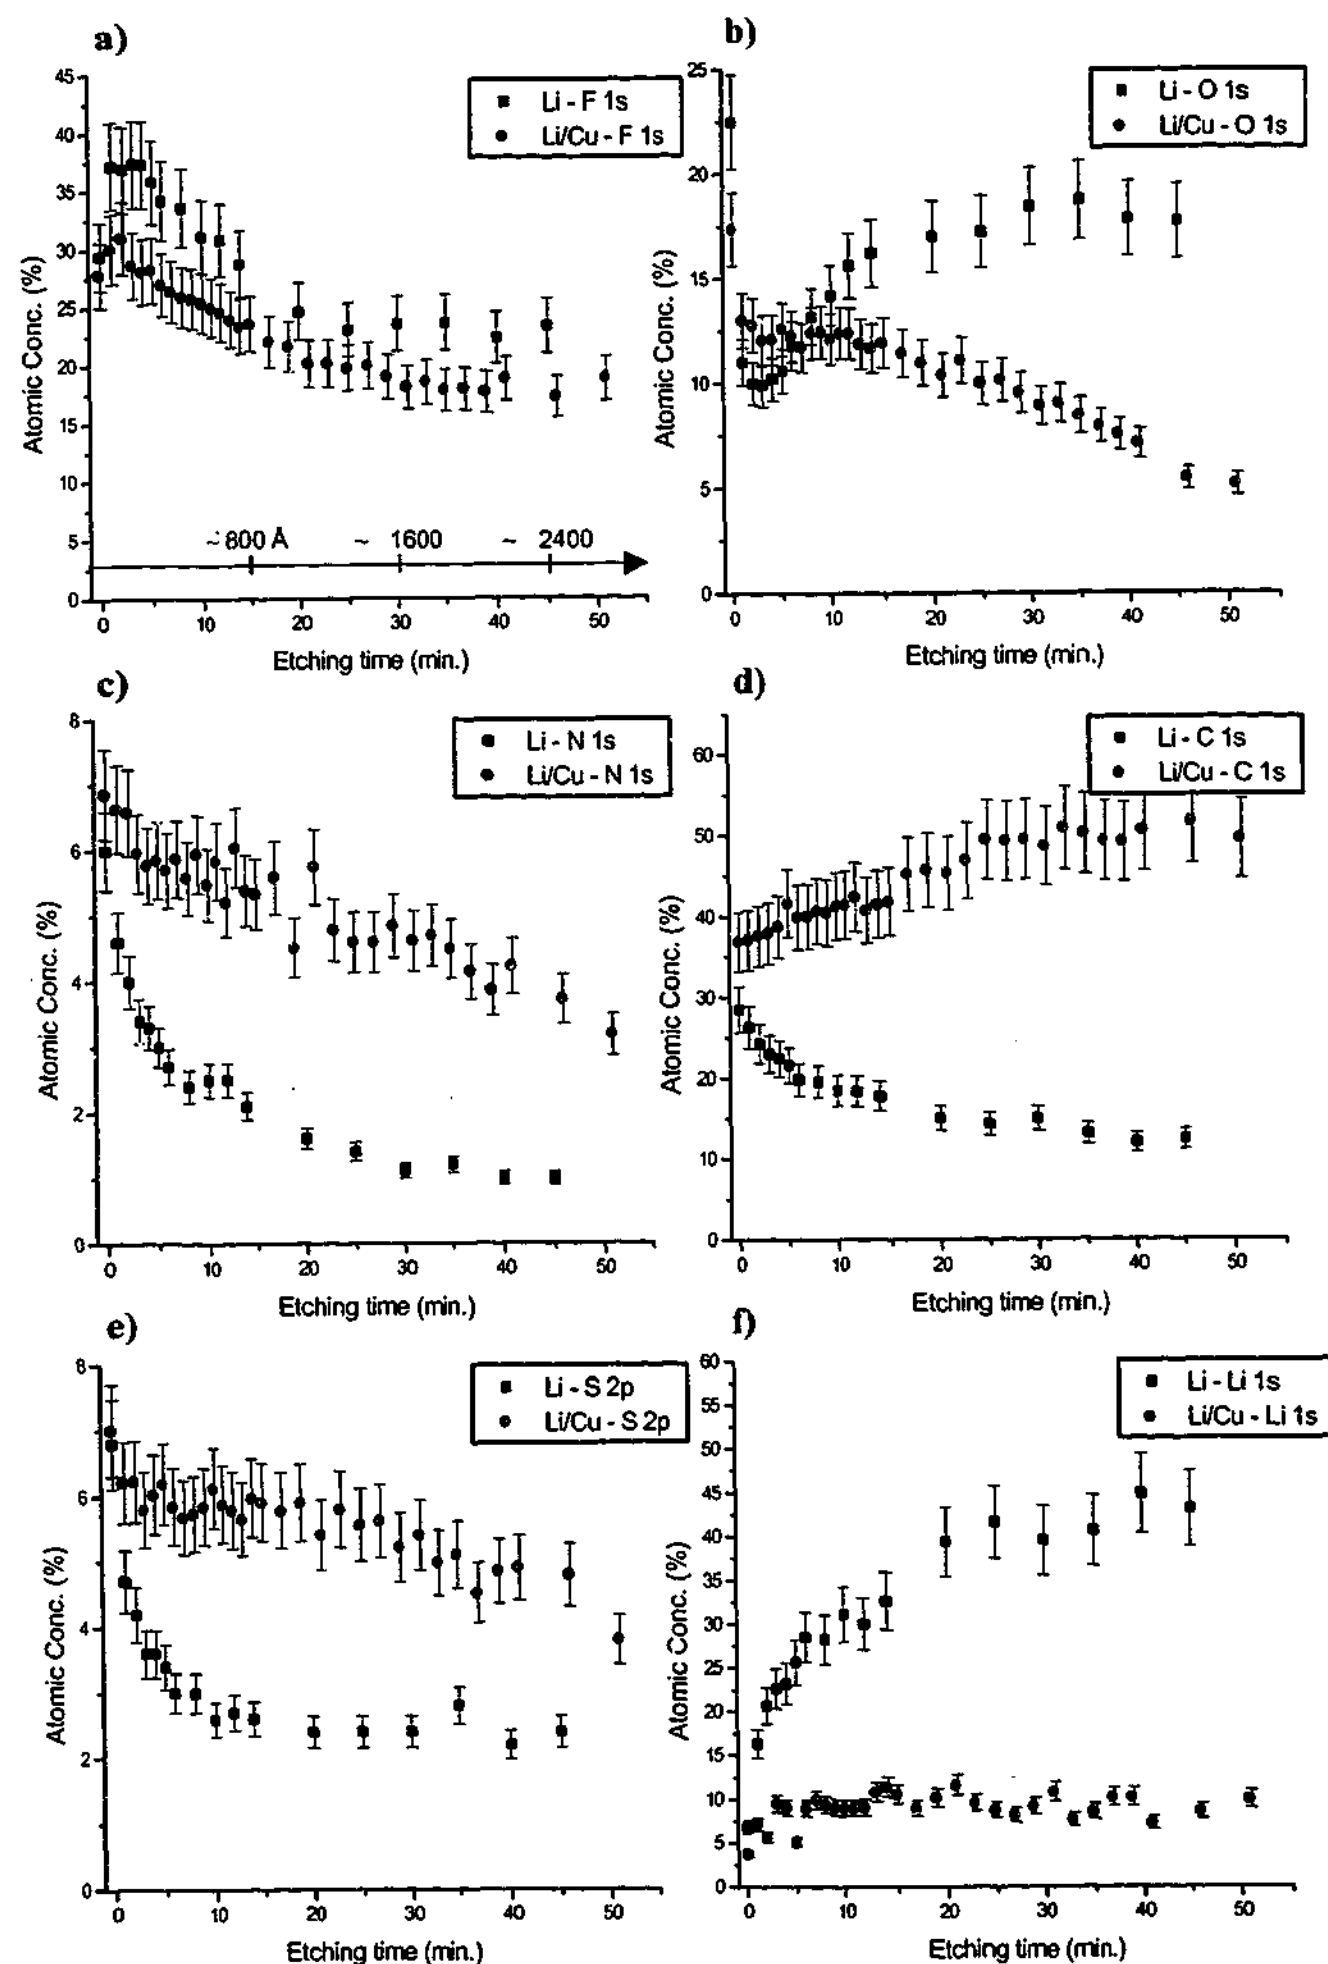 a)
45
40
35
30
25
20
15
10
5
0
Atomic Conc. (%)
Li - F 1s
Li/Cu - F 1s
~ 800 Å ~ 1600 ~ 2400
0 10 20 30 40 50
Etching time (min.)
b)
25
20
15
10
5
0
Atomic Conc. (%)
Li - O 1s
Li/Cu - O 1s
0 10 20 30 40 50
Etching time (min.)
c)
8
6
4
2
0
Atomic Conc. (%)
Li - N 1s
Li/Cu - N 1s
0 10 20 30 40 50
Etching time (min.)
d)
60
50
40
30
20
10
0
Atomic Conc. (%)
Li - C 1s
Li/Cu - C 1s
0 10 20 30 40 50
Etching time (min.)
e)
8
6
4
2
0
Atomic Conc. (%)
Li - S 2p
Li/Cu - S 2p
0 10 20 30 40 50
Etching time (min.)
f)
60
55
50
45
40
35
30
25
20
15
10
5
0
Atomic Conc. (%)
Li - Li 1s
Li/Cu - Li 1s
0 10 20 30 40 50
Etching time (min.)